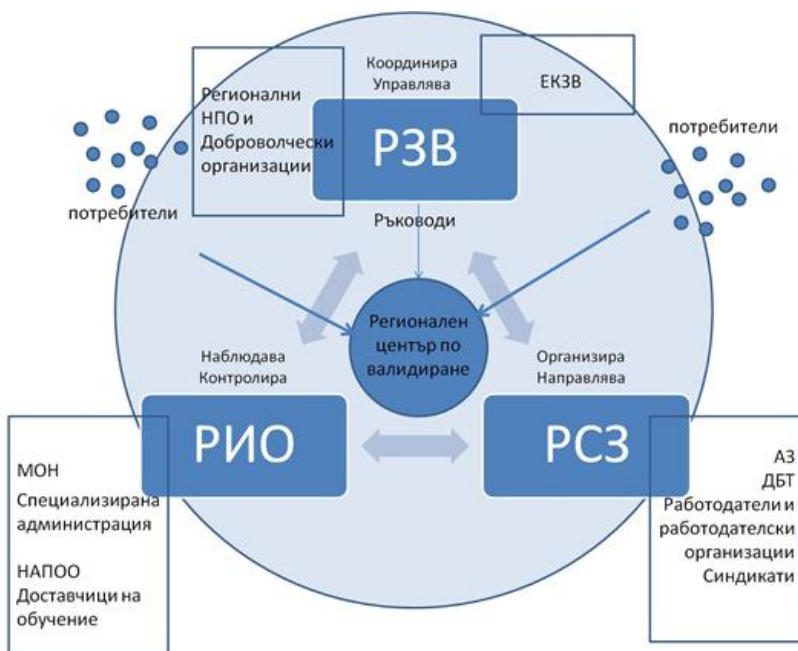 Координира
Управлява
ЕКЗВ
Регионални
НПО и
Доброволчески
организации
РЗВ
потребители
потребители
Ръководи
Регионален
център по
валидиране
Наблюдава
Контролира
Организира
Направлява
РИО
РСЗ
МОН
Специализирана
администрация
НАПОО
Доставчици на
обучение
АЗ
ДБТ
Работодатели и
работодателски
организации
Синдикати